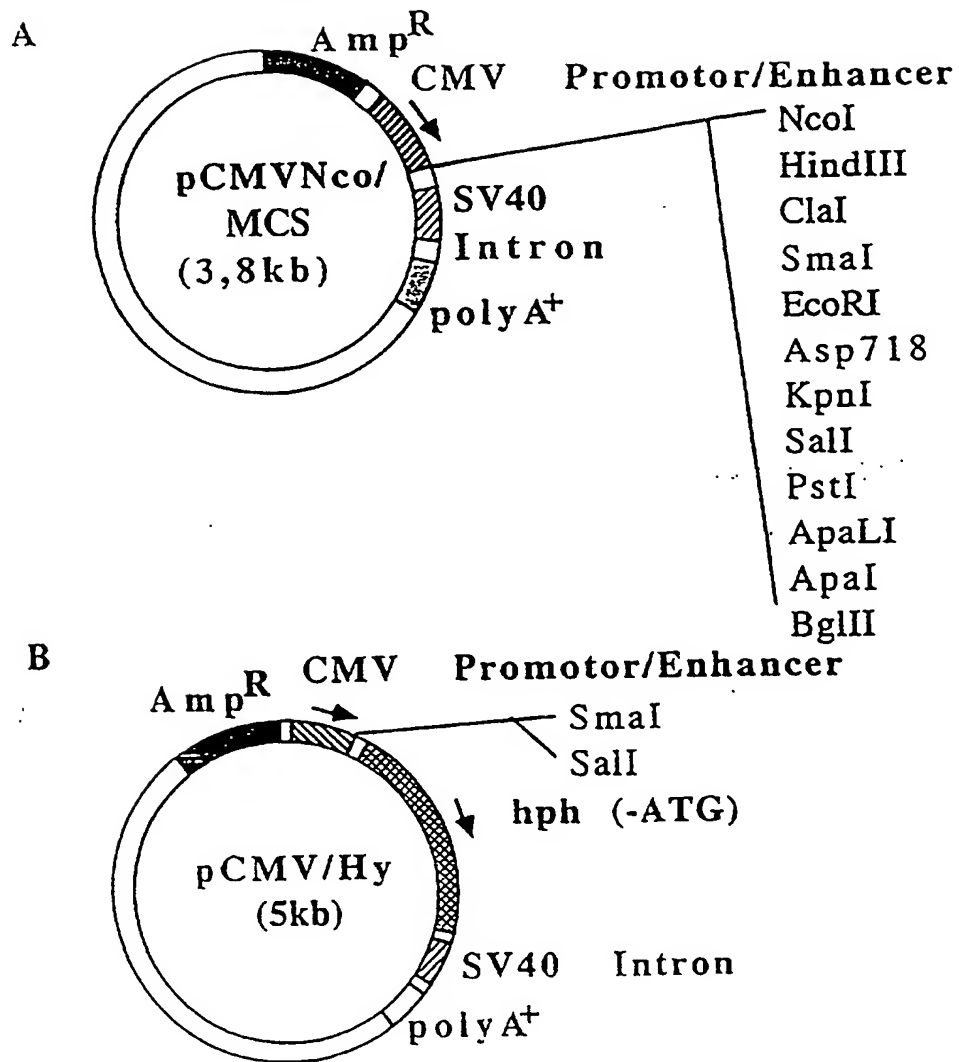 A
AmpR
CMV Promotor/Enhancer
NcoI
HindIII
ClaI
SmaI
EcoRI
Asp718
KpnI
SalI
PstI
ApaLI
ApaI
BglII
pCMVNco/
MCS
(3,8kb)
SV40
Intron
polyA+
B
AmpR
CMV Promotor/Enhancer
SmaI
SalI
hph (-ATG)
pCMV/Hy
(5kb)
SV40 Intron
polyA+